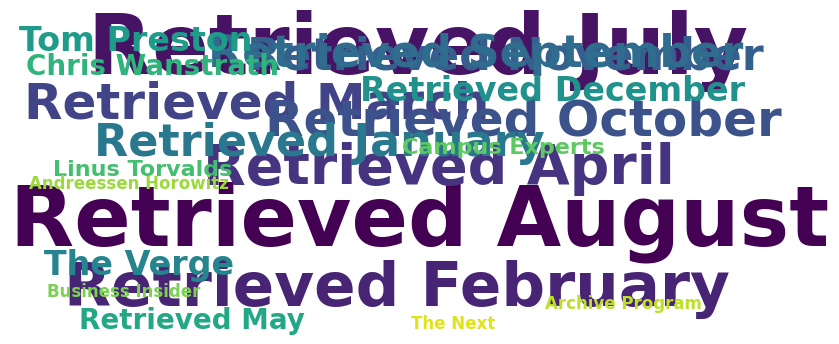 Retrieved July
Tom Preston
Retrieved September
Retrieved November
Chris Wanstrath
Retrieved December
Retrieved March
Retrieved October
Retrieved January
Campus Experts
Retrieved April
Linus Torvalds
Andreessen Horowitz
Retrieved August
The Verge
Retrieved February
Business Insider
Archive Program
Retrieved May
The Next